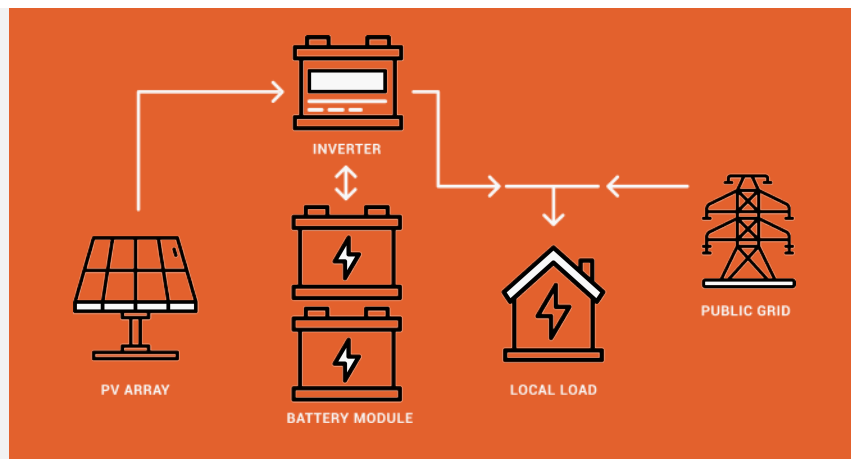 INVERTER
PUBLIC GRID
PV ARRAY
LOCAL LOAD
BATTERY MODULE